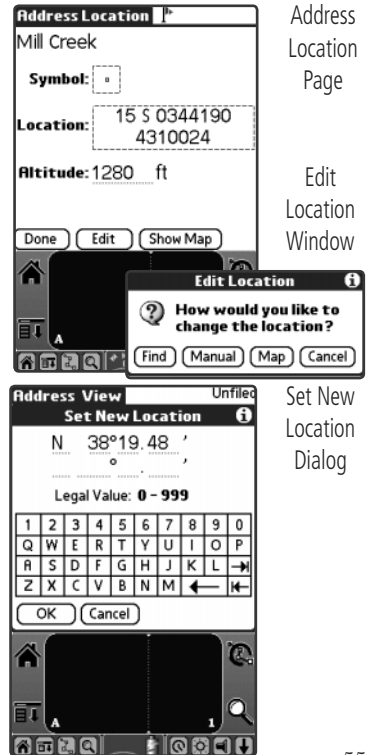 Address Location
Address
Location
Page
Mill Creek
Symbol:
Location: 15 S 0344190
4310024
Altitude: 1280 ft
Edit
Location
Window
Done Edit Show Map
A
Edit Location i
? How would you like to
change the location?
Find Manual Map Cancel
Set New
Location
Dialog
Address View Unfiled
Set New Location i
N 38°19.48 ′
° . ′
Legal Value: 0 - 999
1 2 3 4 5 6 7 8 9 0
Q W E R T Y U I O P
A S D F G H J K L
Z X C V B N M
OK Cancel
A 1